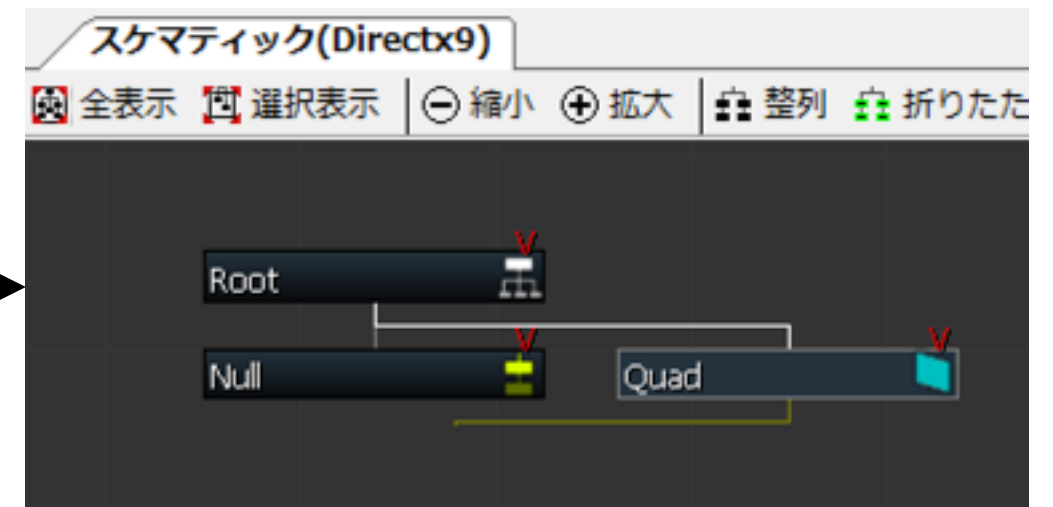 スケマティック(Directx9)
全表示 選択表示 縮小 拡大 整列 折りたた
Root
Null Quad